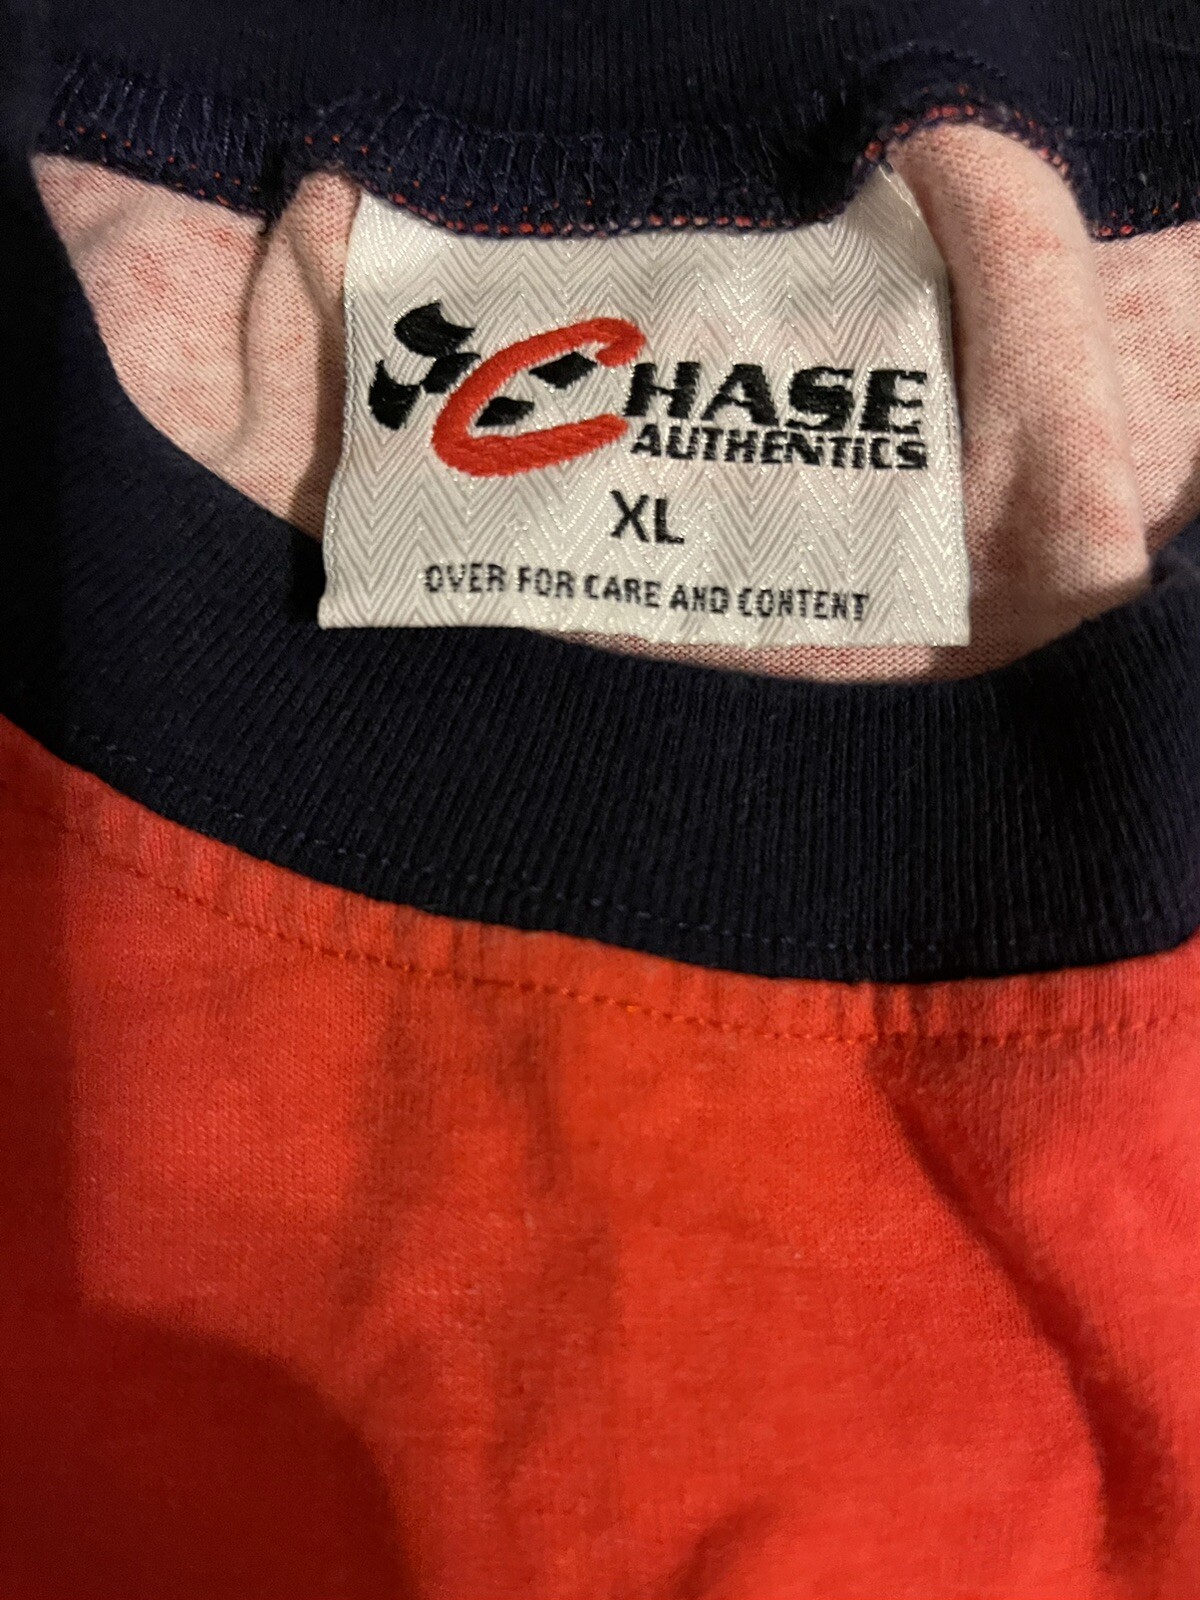 CHASE
AUTHENTICS
XL
OVER FOR CARE AND CONTENT